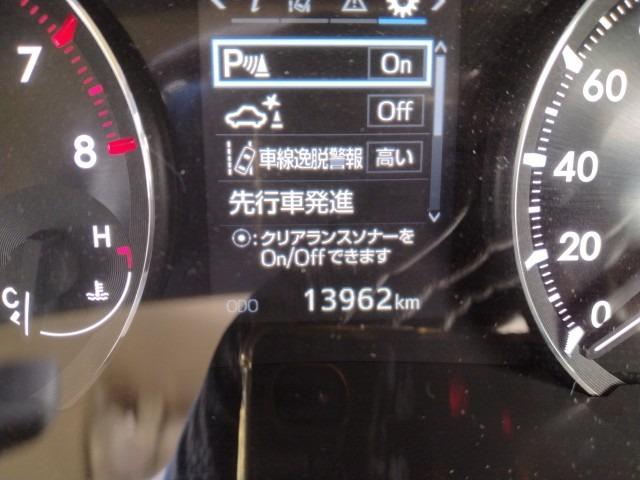 P On
Off
車線逸脱警報 高い
先行車発進
⦿:クリアランスソナーを
On/Offできます
ODO 13962km
7
8
H
C
60
40
20
0